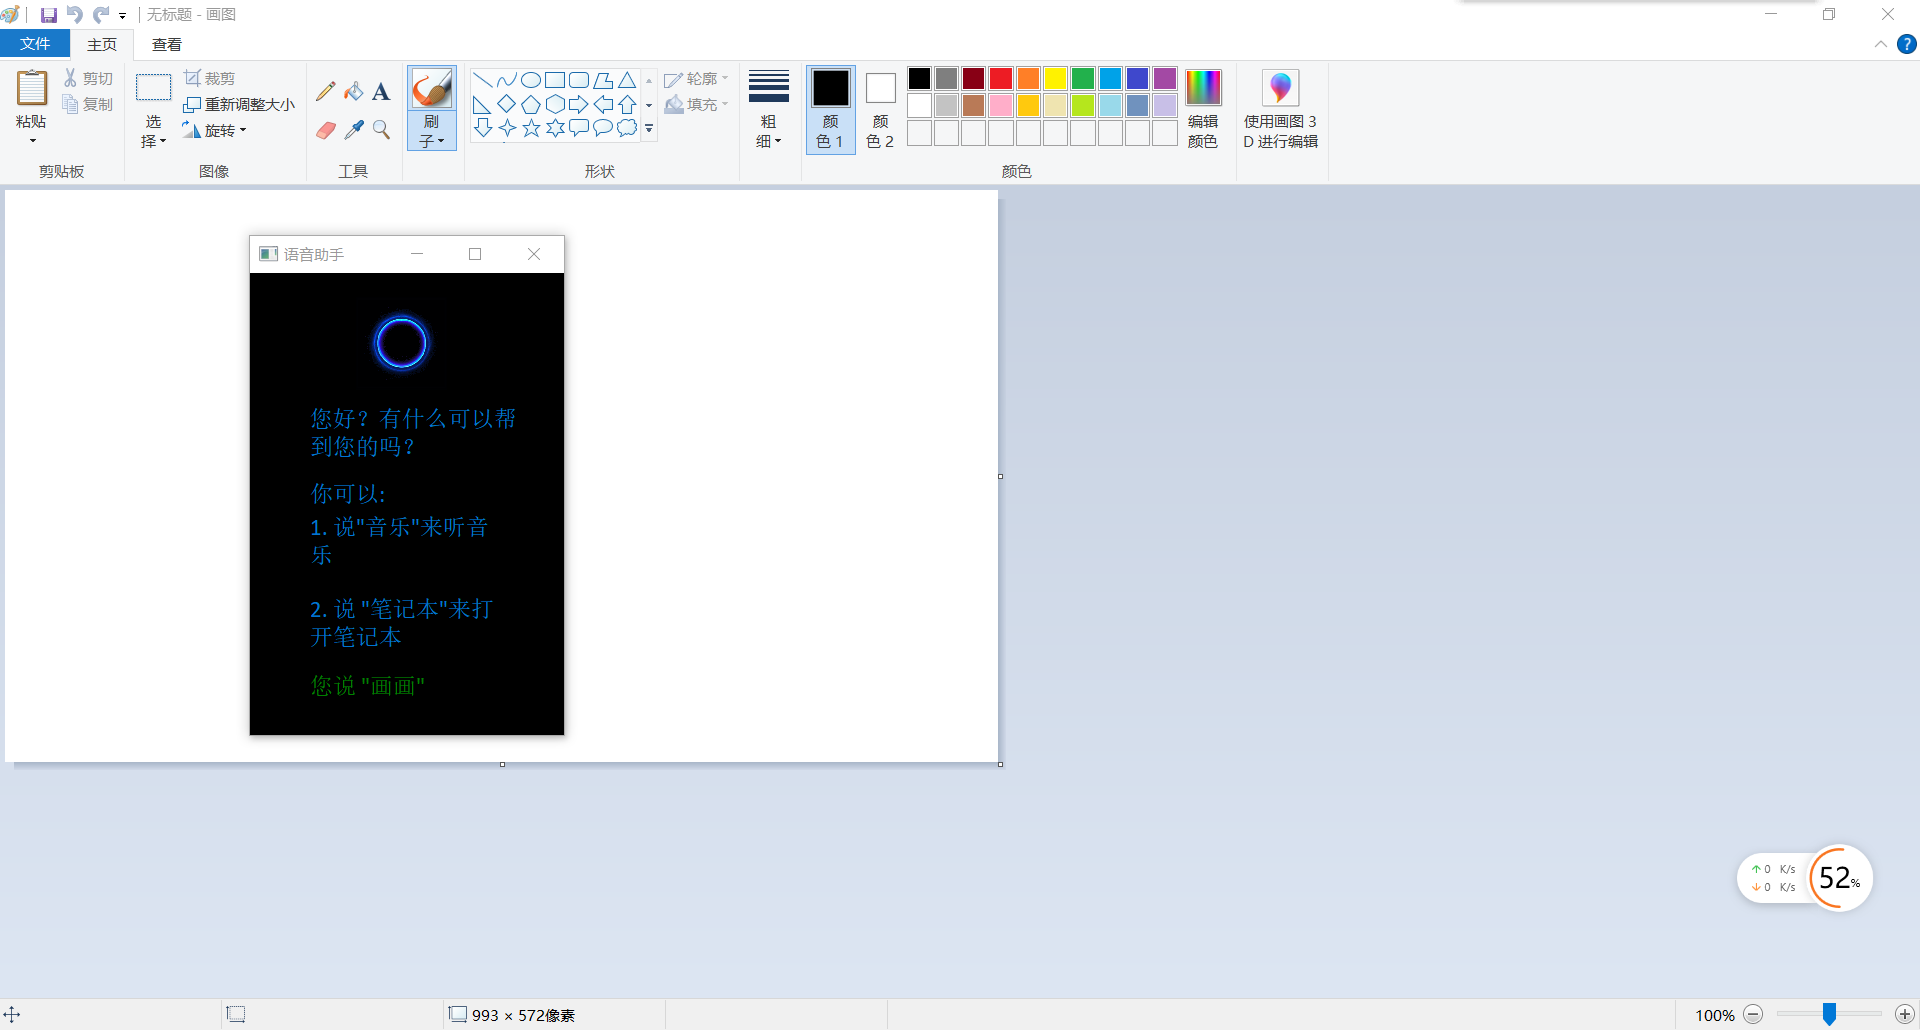 无标题 - 画图
文件 主页 查看
粘贴 剪切 复制 剪贴板
选择 裁剪 重新调整大小 旋转 图像
工具
刷子
轮廓 填充 形状
粗细
颜色 1
颜色 2
编辑颜色
颜色
使用画图 3
D 进行编辑
语音助手
您好？有什么可以帮
到您的吗？
你可以:
1. 说"音乐"来听音
乐
2. 说 "笔记本"来打
开笔记本
您说 "画画"
0 K/s
0 K/s
52%
993 × 572像素
100%